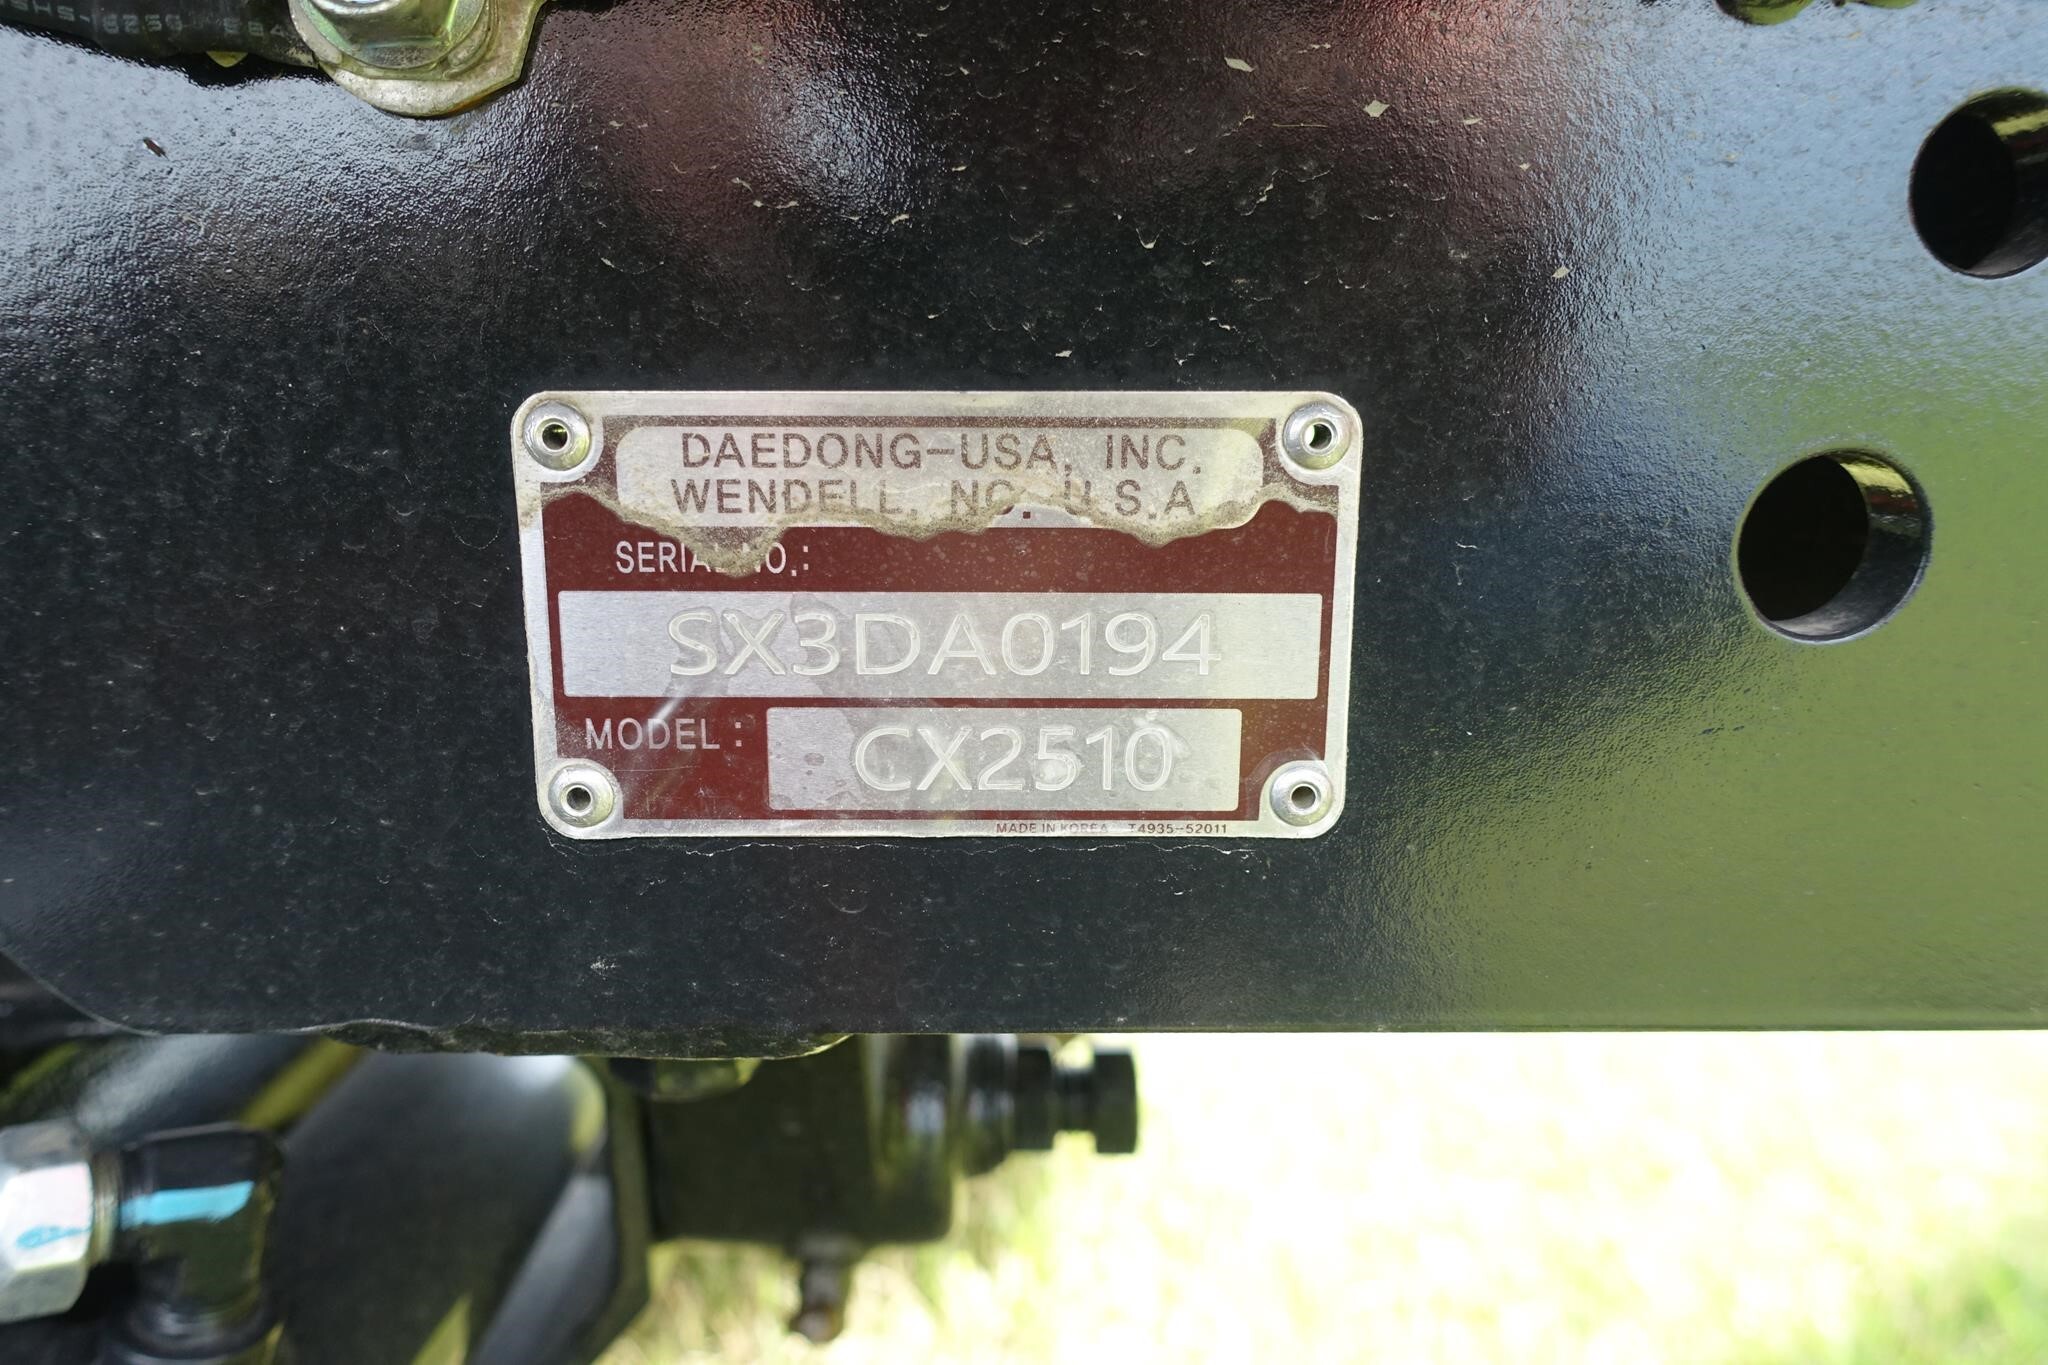 DAEDONG-USA, INC.
WENDELL, NC. U.S.A
SERIAL NO.:
SX3DA0194
MODEL: CX2510
MADE IN KOREA T4935-52011